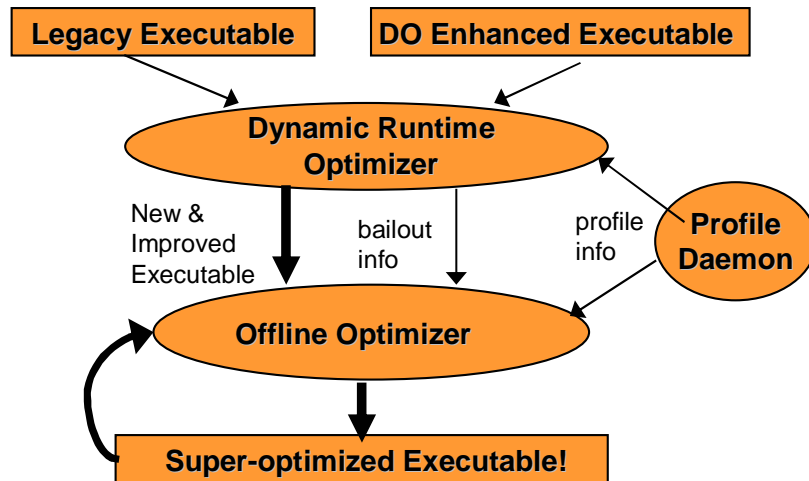 Legacy Executable
DO Enhanced Executable
Dynamic Runtime
Optimizer
New &
Improved
Executable
bailout
info
profile
info
Profile
Daemon
Offline Optimizer
Super-optimized Executable!